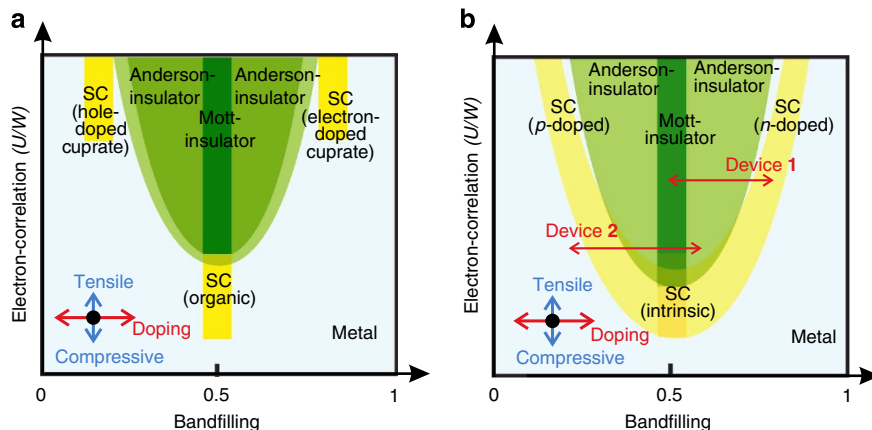 a
Electron-correlation (U/W)
SC
(hole-
doped
cuprate)
Anderson-
insulator
Mott-
insulator
Anderson-
insulator
SC
(electron-
doped
cuprate)
SC
(organic)
Tensile
Doping
Compressive
Metal
0
0.5
1
Bandfilling
b
Electron-correlation (U/W)
SC
(p-doped)
Anderson-
insulator
Mott-
insulator
Anderson-
insulator
SC
(n-doped)
Device 1
Device 2
SC
(intrinsic)
Tensile
Doping
Compressive
Metal
0
0.5
1
Bandfilling